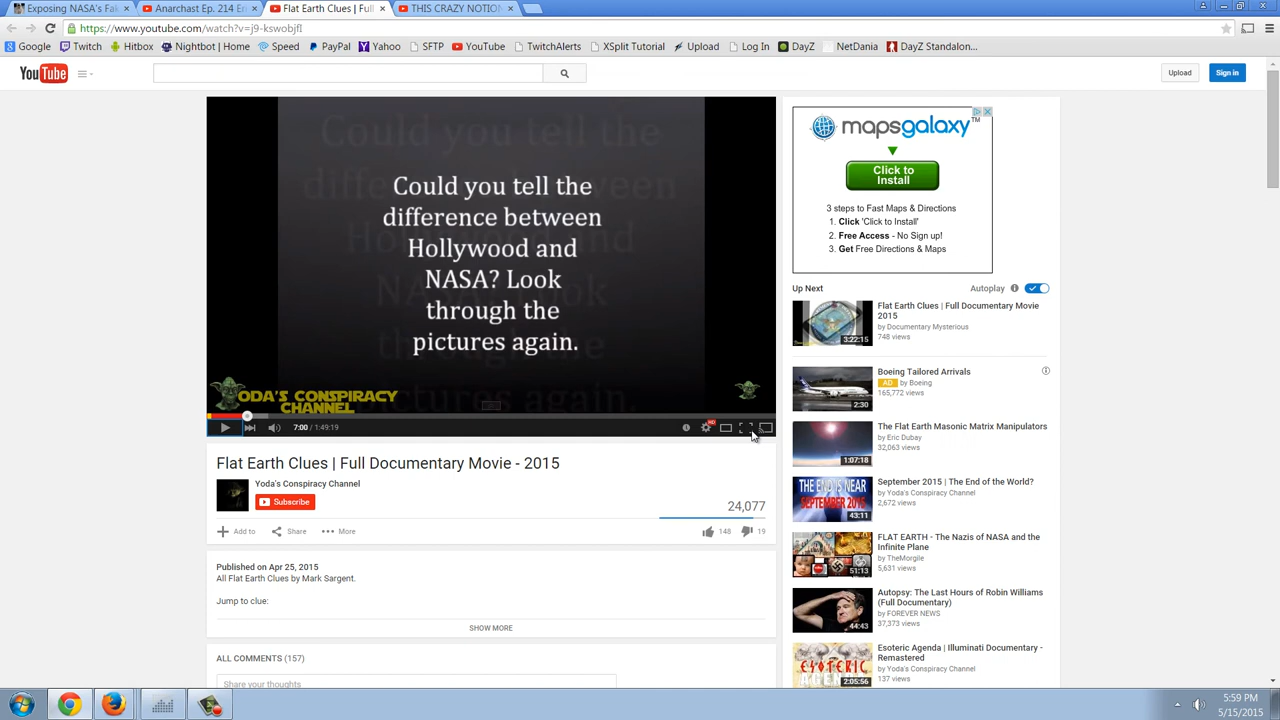 Exposing NASA's Fak
Anarchast Ep. 214 En
Flat Earth Clues | Full
THIS CRAZY NOTION
https://www.youtube.com/watch?v=j9-kswobjfI
Google
Twitch
Hitbox
Nightbot | Home
Speed
PayPal
Yahoo
SFTP
YouTube
TwitchAlerts
XSplit Tutorial
Upload
Log In
DayZ
NetDania
DayZ Standalon...
YouTube
Upload
Sign in
Could you tell the
difference between
Hollywood and
NASA? Look
through the
pictures again.
YODA'S CONSPIRACY
CHANNEL
7:00 / 1:49:19
HD
Flat Earth Clues | Full Documentary Movie - 2015
Yoda's Conspiracy Channel
Subscribe
24,077
Add to
Share
More
148
19
Published on Apr 25, 2015
All Flat Earth Clues by Mark Sargent.
Jump to clue:
SHOW MORE
ALL COMMENTS (157)
Share your thoughts
mapsgalaxy™
Click to
Install
3 steps to Fast Maps & Directions
1. Click 'Click to Install'
2. Free Access - No Sign up!
3. Get Free Directions & Maps
Up Next
Autoplay
Flat Earth Clues | Full Documentary Movie
2015
by Documentary Mysterious
748 views
3:22:15
Boeing Tailored Arrivals
AD by Boeing
165,772 views
2:30
The Flat Earth Masonic Matrix Manipulators
by Eric Dubay
32,063 views
1:07:18
September 2015 | The End of the World?
by Yoda's Conspiracy Channel
2,672 views
THE END IS NEAR
SEPTEMBER 2015
43:11
FLAT EARTH - The Nazis of NASA and the
Infinite Plane
by TheMorgile
5,631 views
51:13
Autopsy: The Last Hours of Robin Williams
(Full Documentary)
by FOREVER NEWS
37,373 views
44:43
Esoteric Agenda | Illuminati Documentary -
Remastered
by Yoda's Conspiracy Channel
137 views
ESOTERIC
2:05:56
5:59 PM
5/15/2015